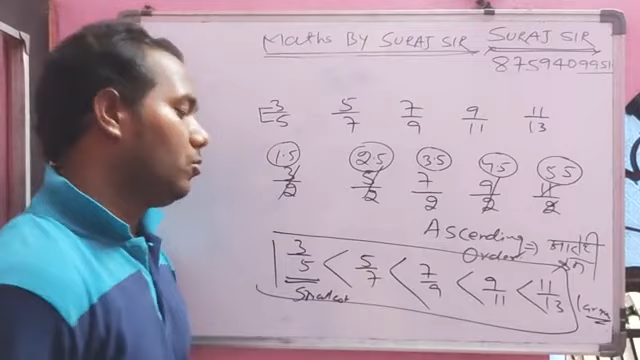 Maths By SURAJ SIR
SURAJ SIR
8759409951
Ex 3/5 5/7 7/9 9/11 11/13
1.5 2.5 3.5 4.5 5.5
3/2 5/2 7/2 9/2 11/2
Ascending ⇒
Order
3/5 < 5/7 < 7/9 < 9/11 < 11/13
Smallest